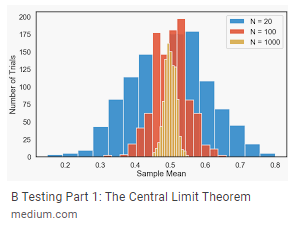 200
175
150
125
100
75
50
25
0
Number of Trials
N = 20
N = 100
N = 1000
0.2 0.3 0.4 0.5 0.6 0.7 0.8
Sample Mean
B Testing Part 1: The Central Limit Theorem
medium.com